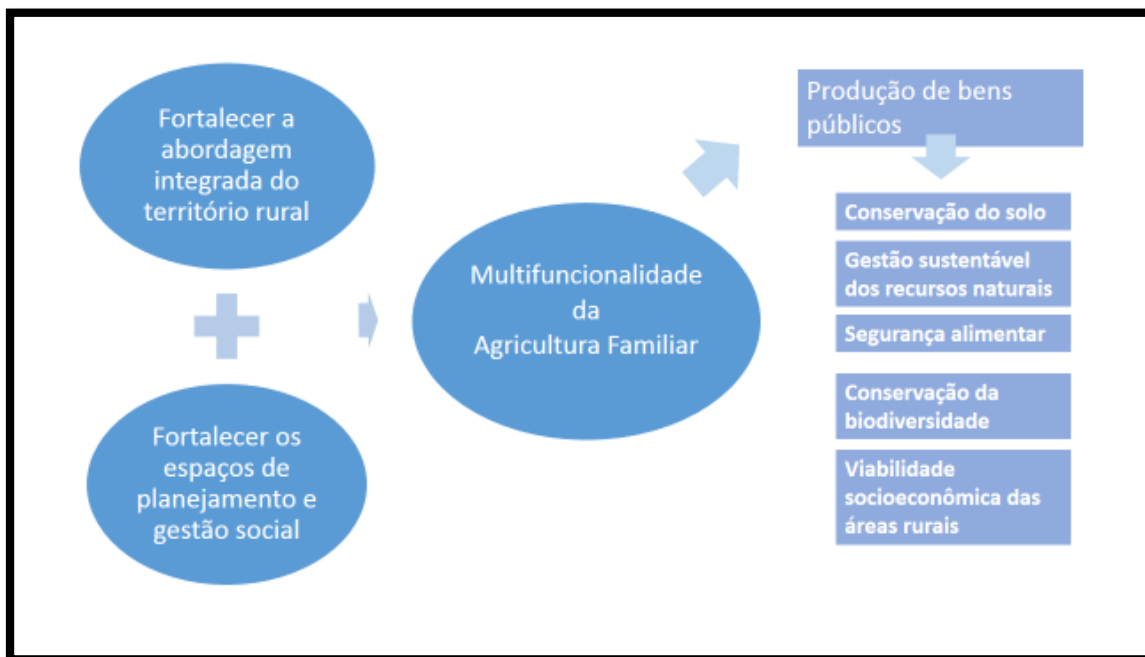 Fortalecer a
abordagem
integrada do
território rural
Fortalecer os
espaços de
planejamento e
gestão social
Multifuncionalidade
da
Agricultura Familiar
Produção de bens
públicos
Conservação do solo
Gestão sustentável
dos recursos naturais
Segurança alimentar
Conservação da
biodiversidade
Viabilidade
socioeconômica das
áreas rurais